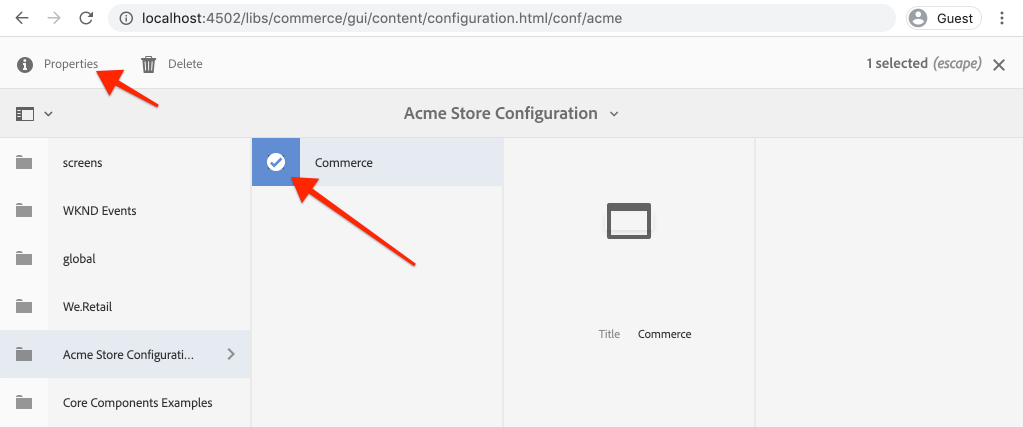 localhost:4502/libs/commerce/gui/content/configuration.html/conf/acme
Guest
Properties
Delete
1 selected (escape)
Acme Store Configuration
screens
Commerce
WKND Events
global
We.Retail
Title Commerce
Acme Store Configurati...
Core Components Examples